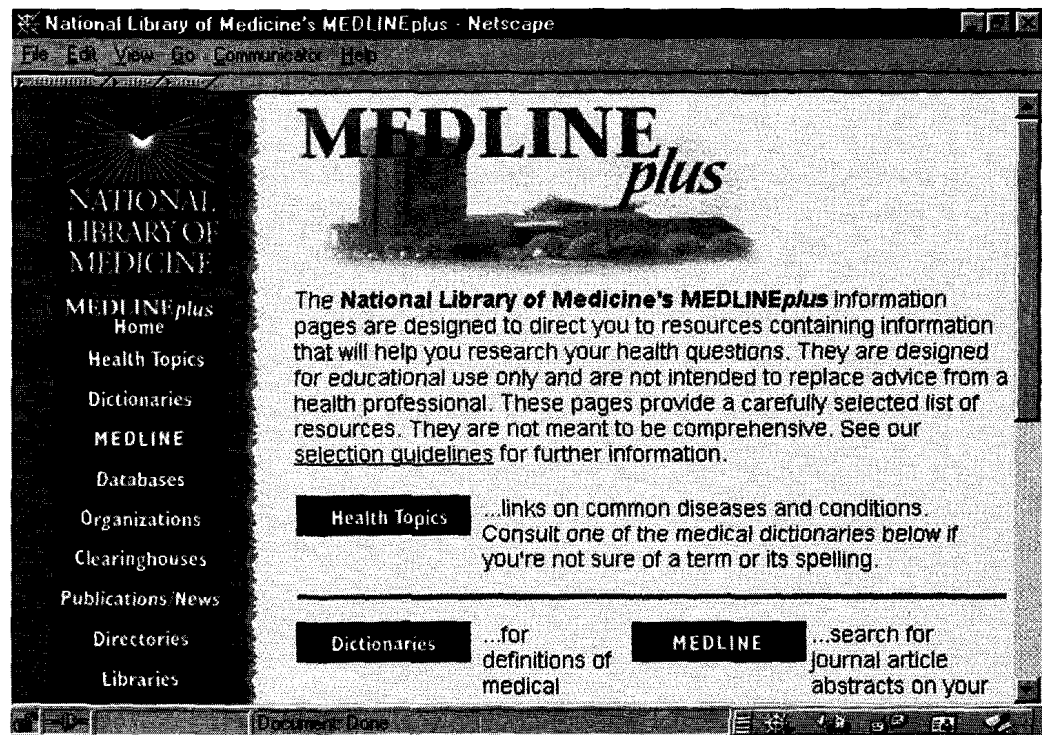 National Library of Medicine's MEDLINEplus - Netscape
File Edit View Go Communicator Help
NATIONAL
LIBRARY OF
MEDICINE
MEDLINEplus
Home
Health Topics
Dictionaries
MEDLINE
Databases
Organizations
Clearinghouses
Publications/News
Directories
Libraries
MEDLINE
plus
The National Library of Medicine's MEDLINEplus information
pages are designed to direct you to resources containing information
that will help you research your health questions. They are designed
for educational use only and are not intended to replace advice from a
health professional. These pages provide a carefully selected list of
resources. They are not meant to be comprehensive. See our
selection guidelines for further information.
Health Topics
...links on common diseases and conditions.
Consult one of the medical dictionaries below if
you're not sure of a term or its spelling.
Dictionaries
...for
definitions of
medical
MEDLINE
...search for
journal article
abstracts on your
Document: Done